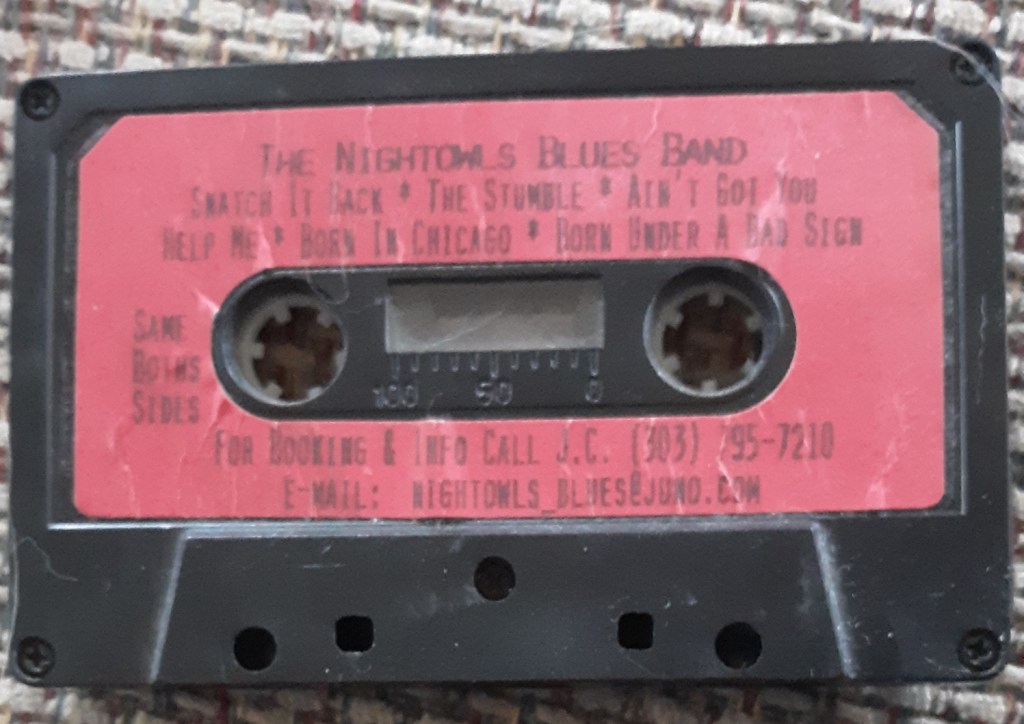 The Nightowls Blues Band
Snatch It Back * The Stumble * Ain't Got You
Help Me * Born In Chicago * Born Under A Bad Sign
Same
Boths
Sides
100 50 0
For Booking & Info Call J.C. (303) 795-7210
E-mail: nightowls_blues@juno.com